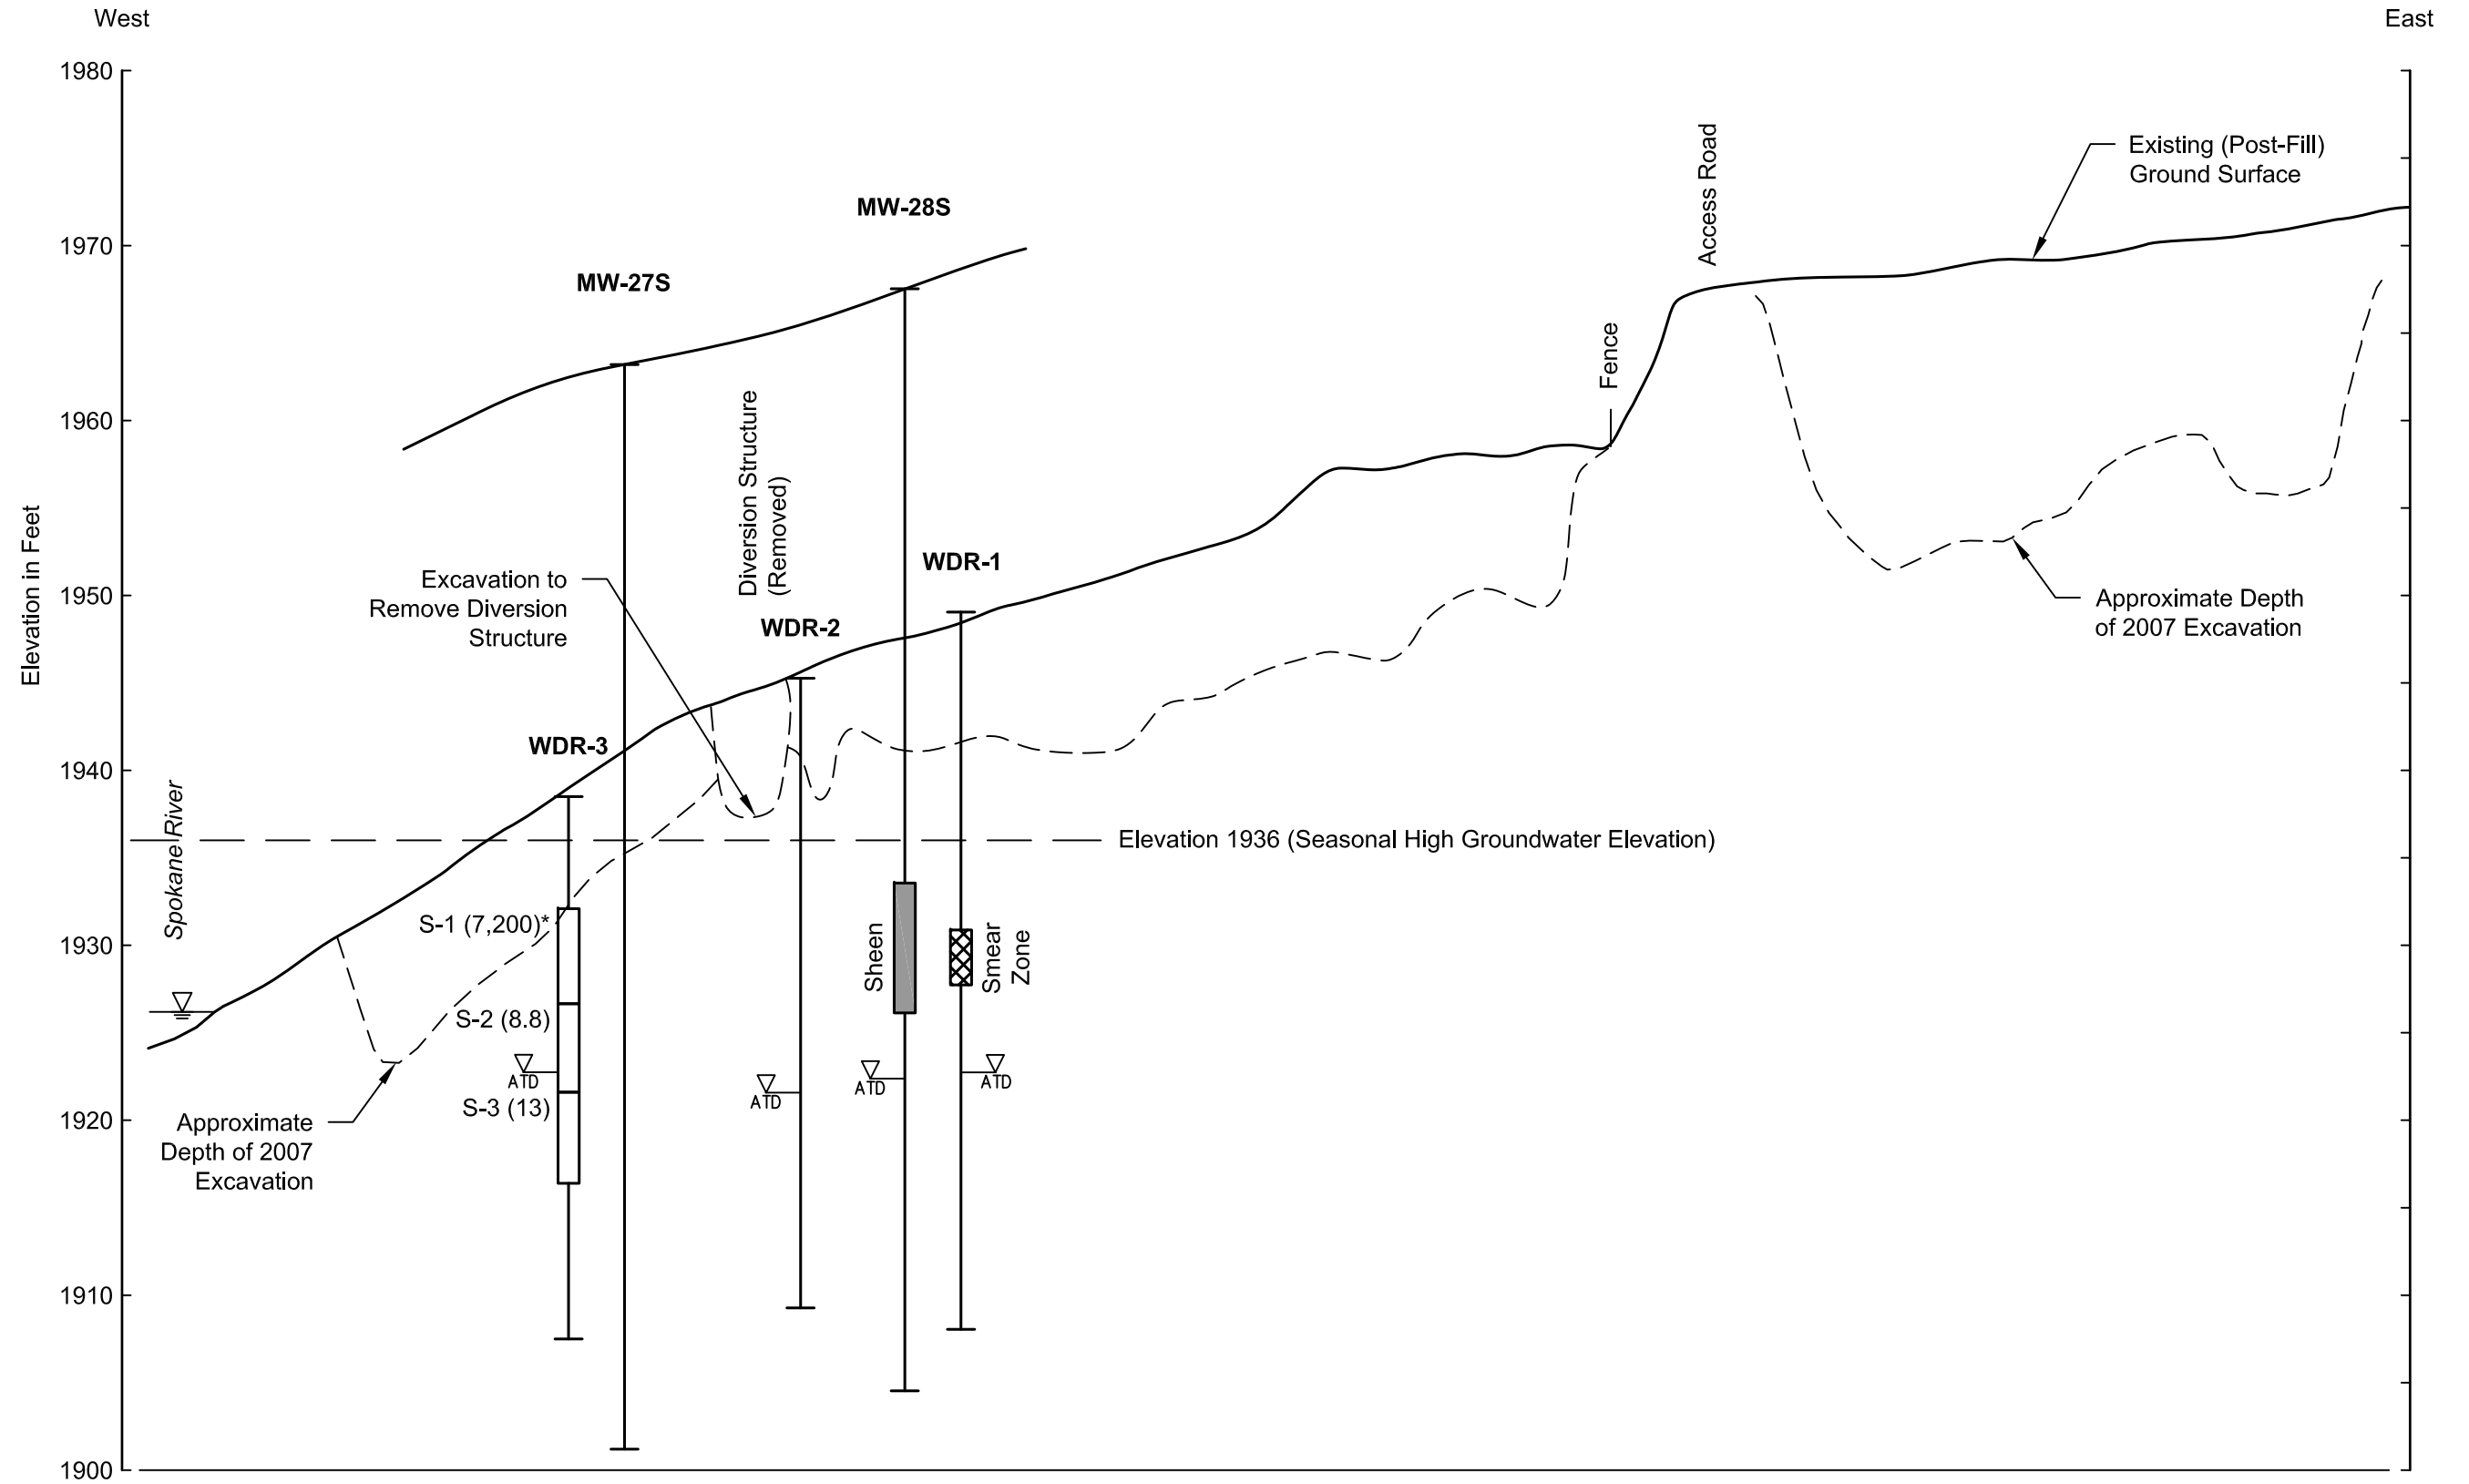 West
East
1980
1970
1960
1950
1940
1930
1920
1910
1900
Elevation in Feet
MW-28S
MW-27S
Access Road
Existing (Post-Fill)
Ground Surface
Fence
Diversion Structure
(Removed)
Excavation to
Remove Diversion
Structure
WDR-1
WDR-2
WDR-3
Approximate Depth
of 2007 Excavation
Spokane River
Elevation 1936 (Seasonal High Groundwater Elevation)
S-1 (7,200)*
S-2 (8.8)
S-3 (13)
Sheen
Smear
Zone
ATD
ATD
ATD
ATD
Approximate
Depth of 2007
Excavation